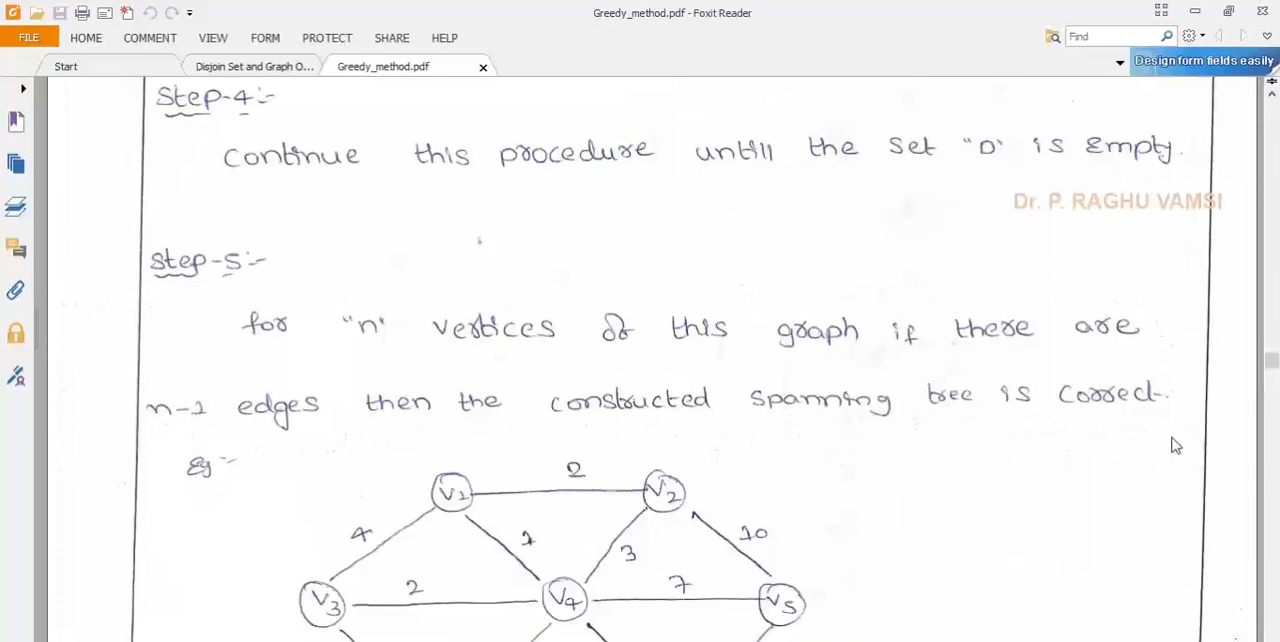 Greedy_method.pdf - Foxit Reader
FILE HOME COMMENT VIEW FORM PROTECT SHARE HELP
Find
Design form fields easily
Start Disjoin Set and Graph O... Greedy_method.pdf
Step-4:-
Continue this procedure untill the set "D" is Empty.
Dr. P. RAGHU VAMSI
Step-5:-
for "n" vertices of this graph if there are
n-1 edges then the constructed spanning tree is correct.
Eg:-
V1 2 V2
4 1 3 10
V3 2 V4 7 V5